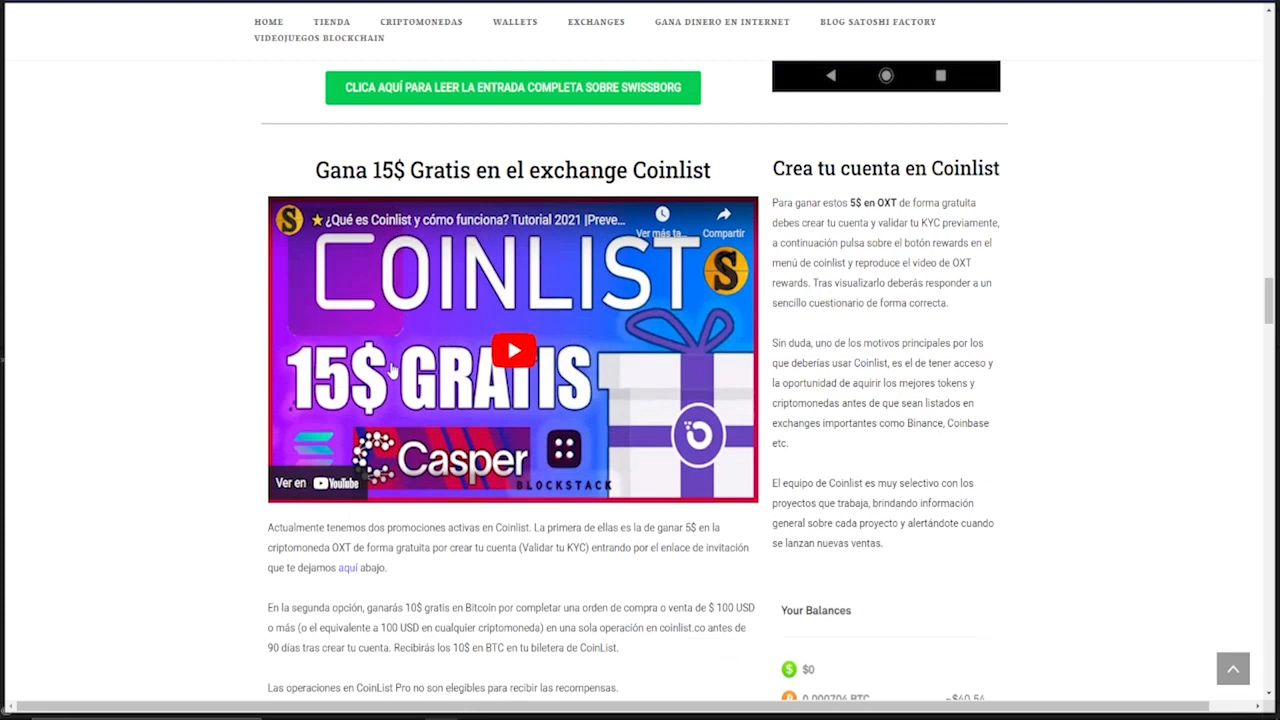 HOME TIENDA CRIPTOMONEDAS WALLETS EXCHANGES GANA DINERO EN INTERNET BLOG SATOSHI FACTORY
VIDEOJUEGOS BLOCKCHAIN
CLICA AQUÍ PARA LEER LA ENTRADA COMPLETA SOBRE SWISSBORG
Gana 15$ Gratis en el exchange Coinlist
★ ¿Qué es Coinlist y cómo funciona? Tutorial 2021 |Preve...
Ver más ta...
Compartir
COINLIST
15$ GRATIS
Casper
BLOCKSTACK
Ver en YouTube
Actualmente tenemos dos promociones activas en Coinlist. La primera de ellas es la de ganar 5$ en la
criptomoneda OXT de forma gratuita por crear tu cuenta (Validar tu KYC) entrando por el enlace de invitación
que te dejamos aquí abajo.
En la segunda opción, ganarás 10$ gratis en Bitcoin por completar una orden de compra o venta de $ 100 USD
o más (o el equivalente a 100 USD en cualquier criptomoneda) en una sola operación en coinlist.co antes de
90 días tras crear tu cuenta. Recibirás los 10$ en BTC en tu biletera de CoinList.
Las operaciones en CoinList Pro no son elegibles para recibir las recompensas.
Crea tu cuenta en Coinlist
Para ganar estos 5$ en OXT de forma gratuita
debes crear tu cuenta y validar tu KYC previamente,
a continuación pulsa sobre el botón rewards en el
menú de coinlist y reproduce el video de OXT
rewards. Tras visualizarlo deberás responder a un
sencillo cuestionario de forma correcta.
Sin duda, uno de los motivos principales por los
que deberías usar Coinlist, es el de tener acceso y
la oportunidad de aquirir los mejores tokens y
criptomonedas antes de que sean listados en
exchanges importantes como Binance, Coinbase
etc.
El equipo de Coinlist es muy selectivo con los
proyectos que trabaja, brindando información
general sobre cada proyecto y alertándote cuando
se lanzan nuevas ventas.
Your Balances
$0
0.000704 BTC ~$40.54